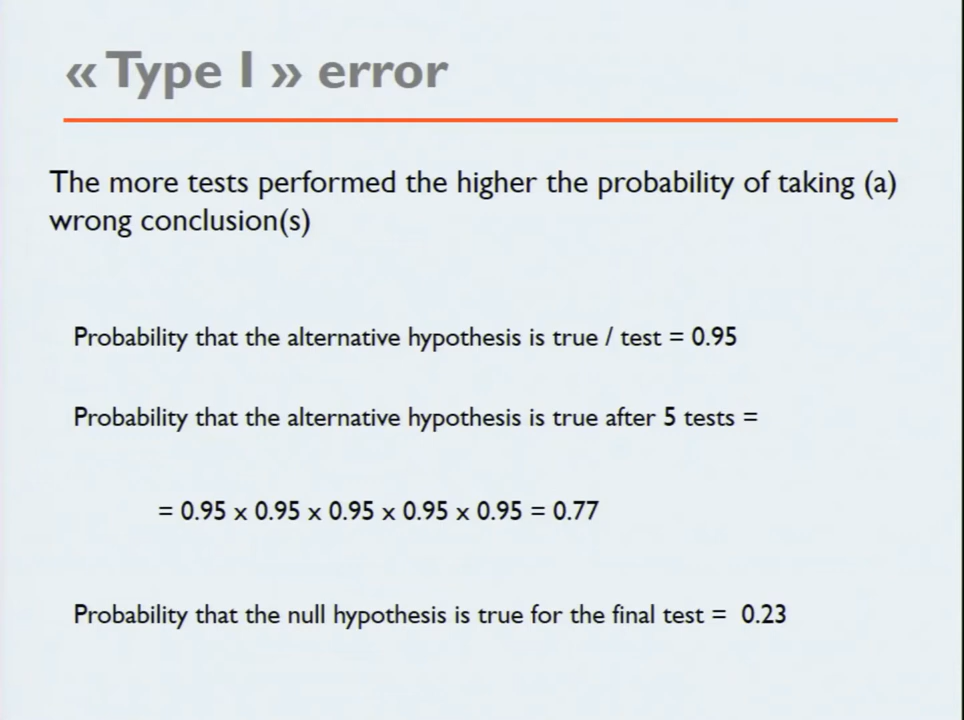 « Type I » error
The more tests performed the higher the probability of taking (a)
wrong conclusion(s)
Probability that the alternative hypothesis is true / test = 0.95
Probability that the alternative hypothesis is true after 5 tests =
= 0.95 x 0.95 x 0.95 x 0.95 x 0.95 = 0.77
Probability that the null hypothesis is true for the final test = 0.23